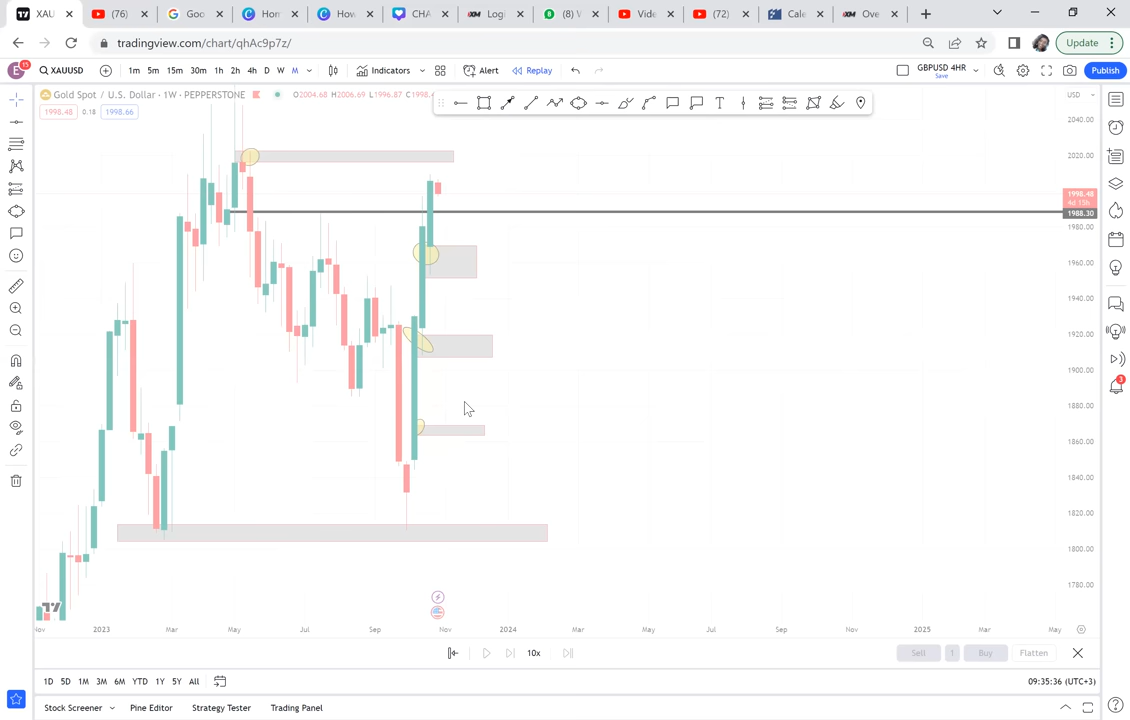 XAU
(76)
Goo
Hon
How
CHA
Logi
(8) V
Vide
(72)
Cale
Ove
tradingview.com/chart/qhAc9p7z/
Update
15
XAUUSD
1m 5m 15m 30m 1h 2h 4h D W M
Indicators
Alert
Replay
GBPUSD 4HR
Save
Publish
Gold Spot / U.S. Dollar · 1W · PEPPERSTONE
O2004.68 H2006.69 L1996.87 C1998.4
1998.48 0.18 1998.66
USD
2040.00
2020.00
1998.48
4d 15h
1988.30
1980.00
1960.00
1940.00
1920.00
1900.00
1880.00
1860.00
1840.00
1820.00
1800.00
1780.00
3
Nov 2023 Mar May Jul Sep Nov 2024 Mar May Jul Sep Nov 2025 Mar May
10x
Sell 1 Buy Flatten
1D 5D 1M 3M 6M YTD 1Y 5Y All
09:35:36 (UTC+3)
Stock Screener Pine Editor Strategy Tester Trading Panel